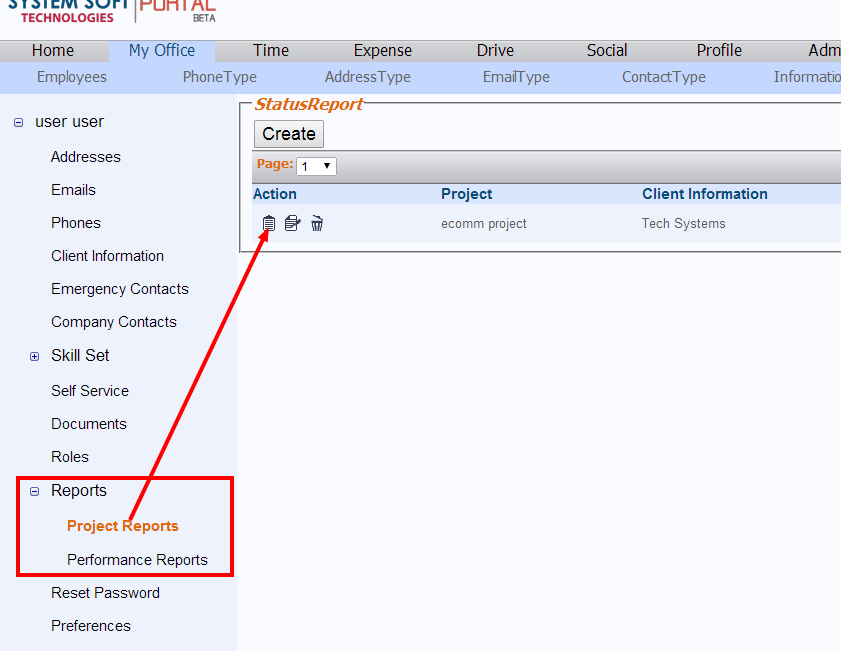 SYSTEM SOFT PORTAL
TECHNOLOGIES BETA
Home My Office Time Expense Drive Social Profile Adm
Employees PhoneType AddressType EmailType ContactType Informatio
user user
Addresses
Emails
Phones
Client Information
Emergency Contacts
Company Contacts
Skill Set
Self Service
Documents
Roles
Reports
Project Reports
Performance Reports
Reset Password
Preferences
StatusReport
Create
Page: 1
Action Project Client Information
ecomm project Tech Systems